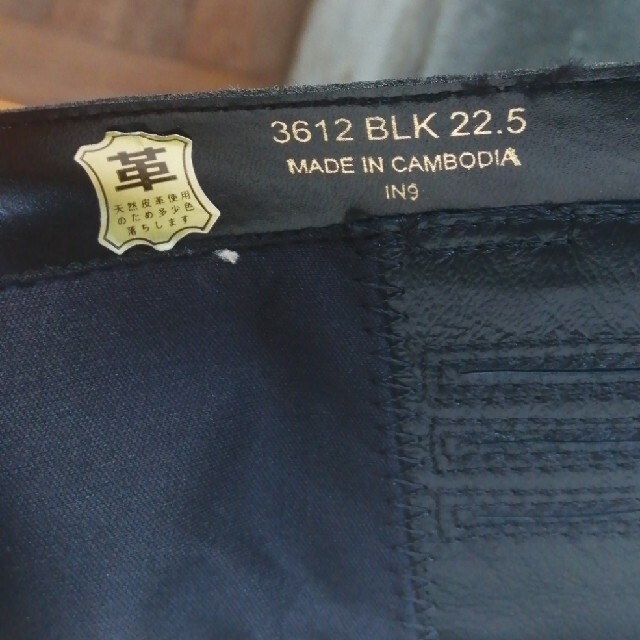 3612 BLK 22.5
MADE IN CAMBODIA
IN9
革
天然皮革使用
のため多少色
落ちします